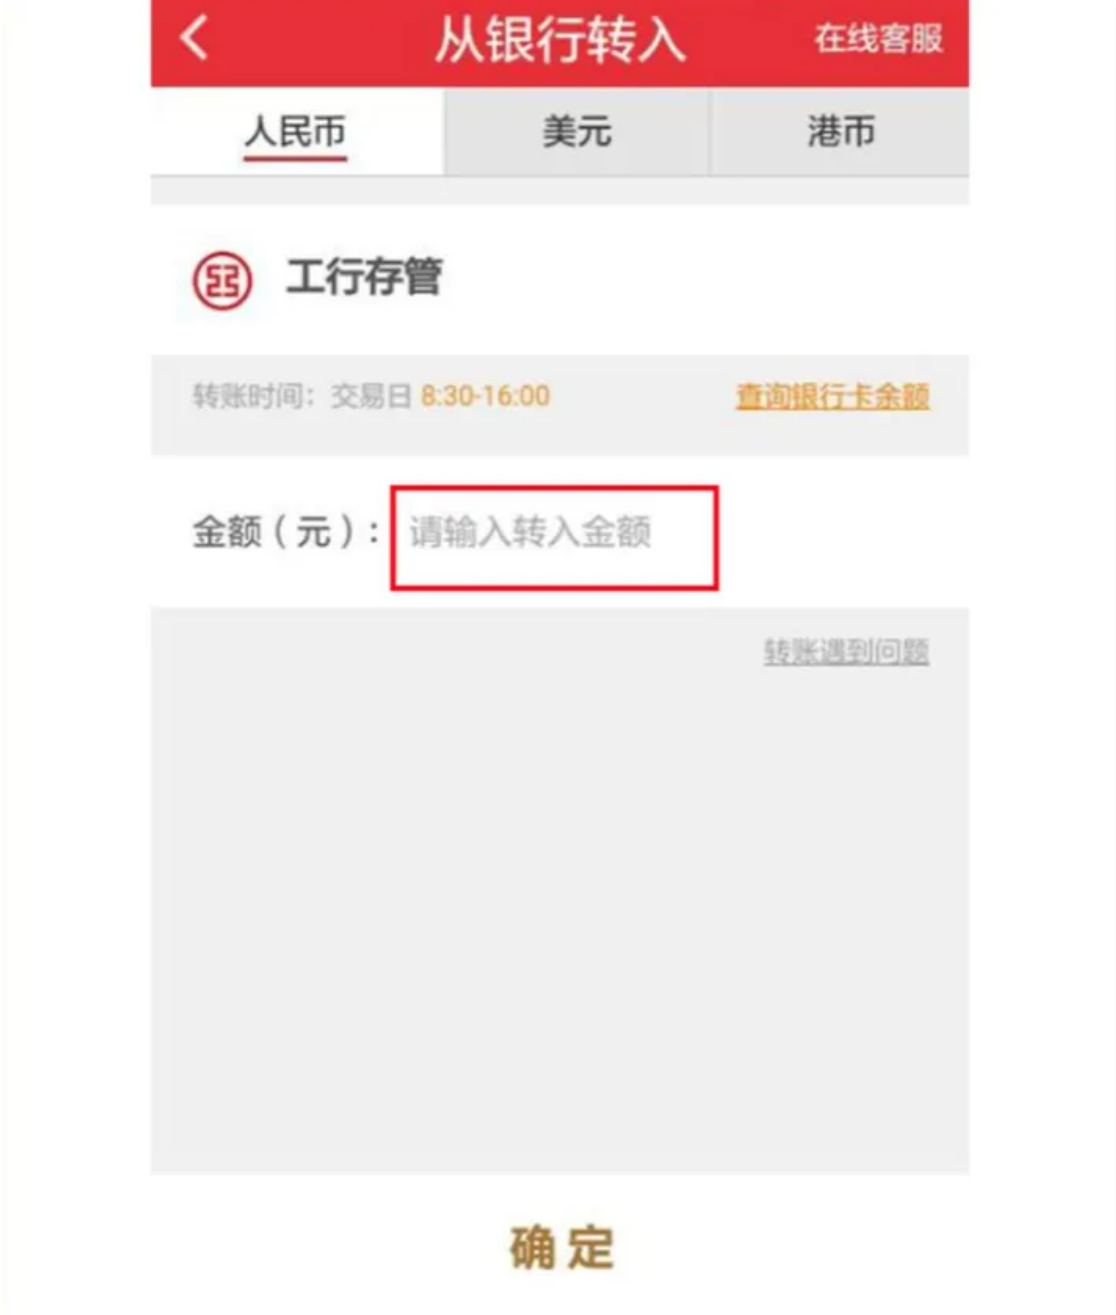 从银行转入 在线客服
人民币 美元 港币
工行存管
转账时间：交易日 8:30-16:00 查询银行卡余额
金额（元）：请输入转入金额
转账遇到问题
确定